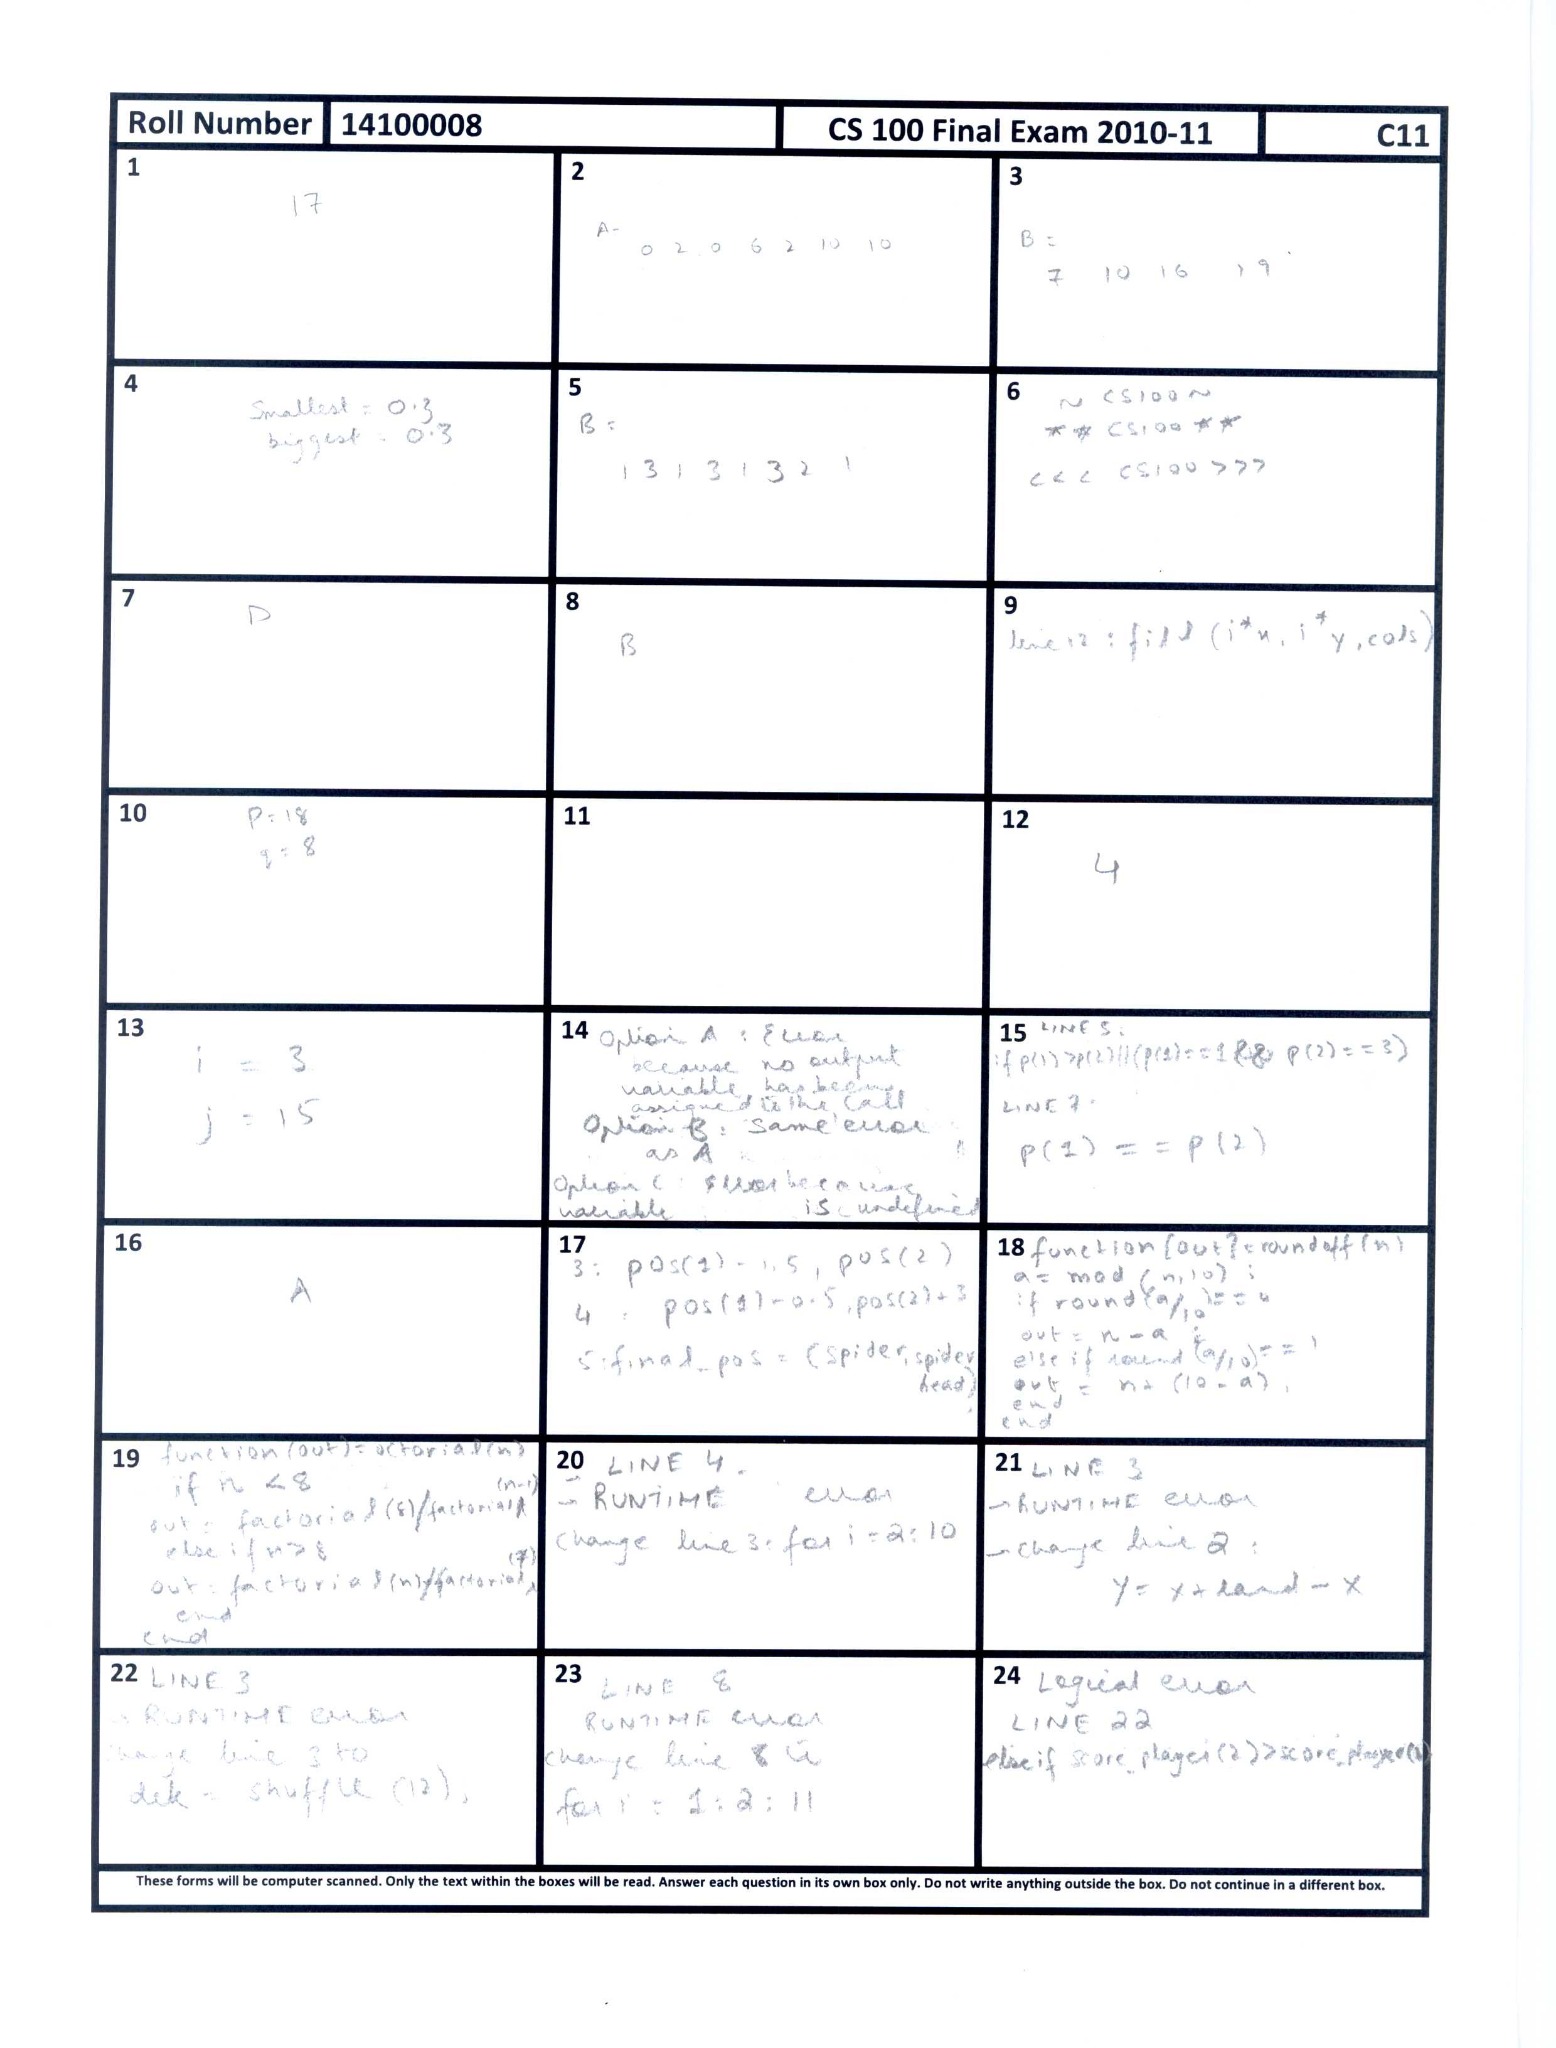 Roll Number 14100008 CS 100 Final Exam 2010-11 C11
1
17
2
A-
0 2 0 6 2 10 10
3
B =
7 10 16 19
4
Smallest = 0.3
biggest = 0.3
5
B =
1 3 1 3 1 3 2 1
6
~ CS100 ~
** CS100 **
<<< CS100 >>>
7
D
8
B
9
line 12 : fill (i*x, i*y, cols)
10
P = 18
q = 8
11
12
4
13
i = 3
j = 15
14 Option A : Error
because no output
variable has been
assigned to the call
Option B : Same error
as A
Option C : error because
variable is undefined
15 LINE 5:
if p(1)>p(2)||(p(1)==1 && p(2)==3)
LINE 7.
p(1) == p(2)
16
A
17
3: pos(1)-1.5, pos(2)
4 : pos(1)-0.5, pos(2)+3
5: final_pos = (spider, spider
head)
18 function [out]=roundoff(n)
a = mod (n,10) ;
if round(a/10)==0
out = n - a ;
else if round (a/10)== 1
out = n+ (10-a),
end
end
19 function(out)=octorial(n)
if n < 8
out = factorial(8)/factorial(n-1)
else if n>8
out = factorial(n)/factorial(7)
end
end
20 LINE 4.
- RUNTIME error
change line 3: for i = 2:10
21 LINE 3
- RUNTIME error
- change line 2 :
Y = x + rand - x
22 LINE 3
- RUNTIME error
change line 3 to
dek = shuffle (12),
23 LINE 8
RUNTIME error
change line 8 to
for i = 1:2:11
24 Logical error
LINE 22
else if score_player(2)>score_player(1)
These forms will be computer scanned. Only the text within the boxes will be read. Answer each question in its own box only. Do not write anything outside the box. Do not continue in a different box.